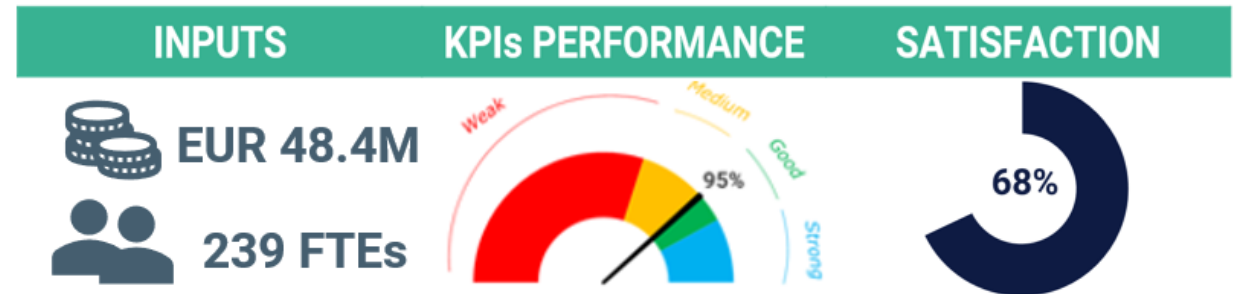 INPUTS
KPIs PERFORMANCE
SATISFACTION
EUR 48.4M
239 FTEs
Weak
Medium
Good
Strong
95%
68%